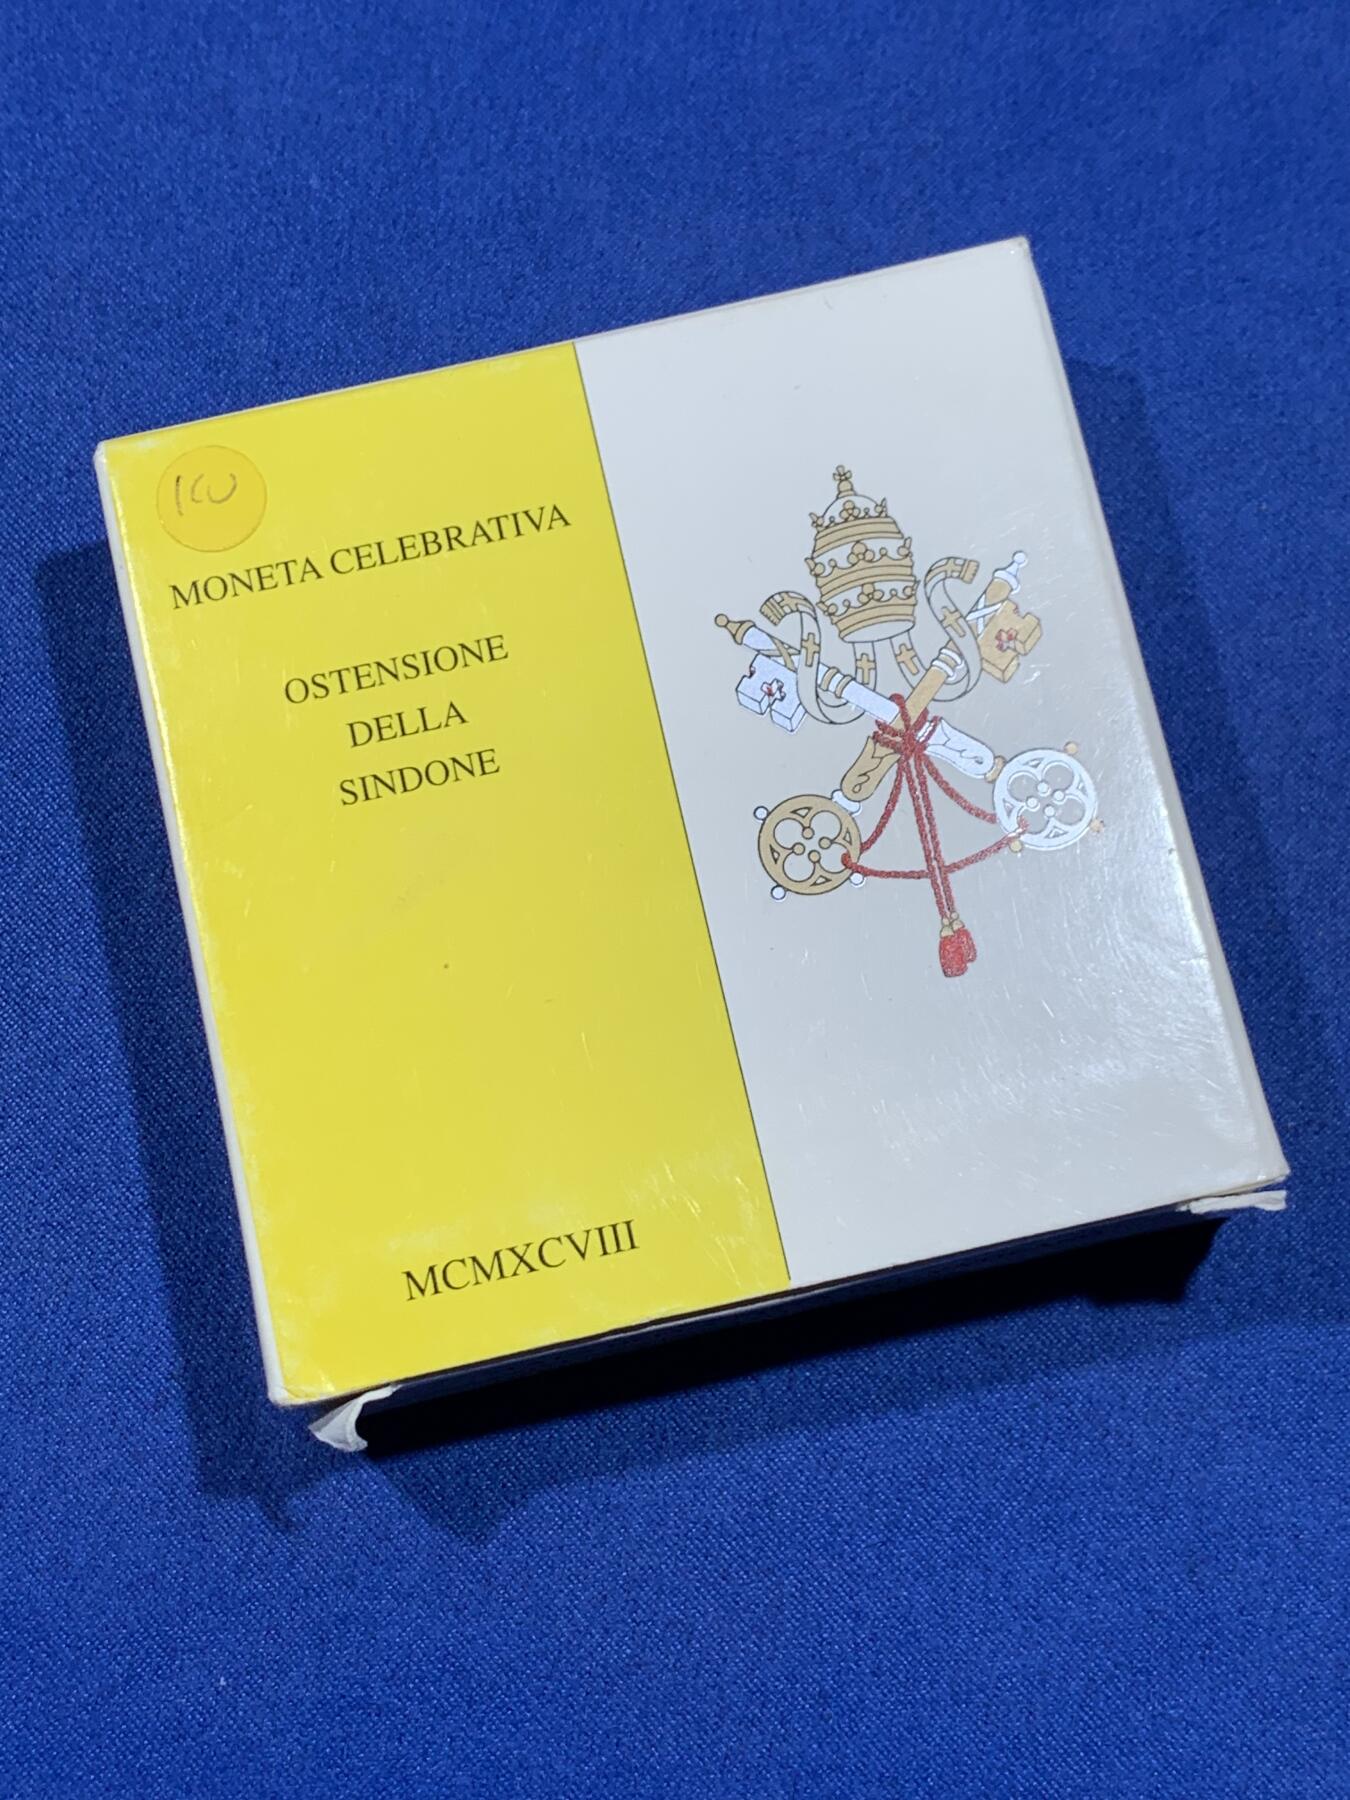 MONETA CELEBRATIVA
OSTENSIONE
DELLA
SINDONE
MCMXCVIII